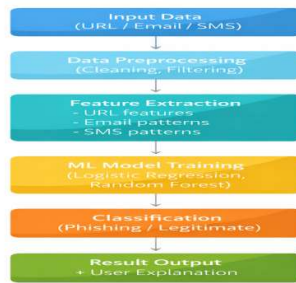 Input Data
(URL / Email / SMS)
Data Preprocessing
(Cleaning, Filtering)
Feature Extraction
- URL features
- Email patterns
- SMS patterns
ML Model Training
(Logistic Regression,
Random Forest)
Classification
(Phishing / Legitimate)
Result Output
+ User Explanation